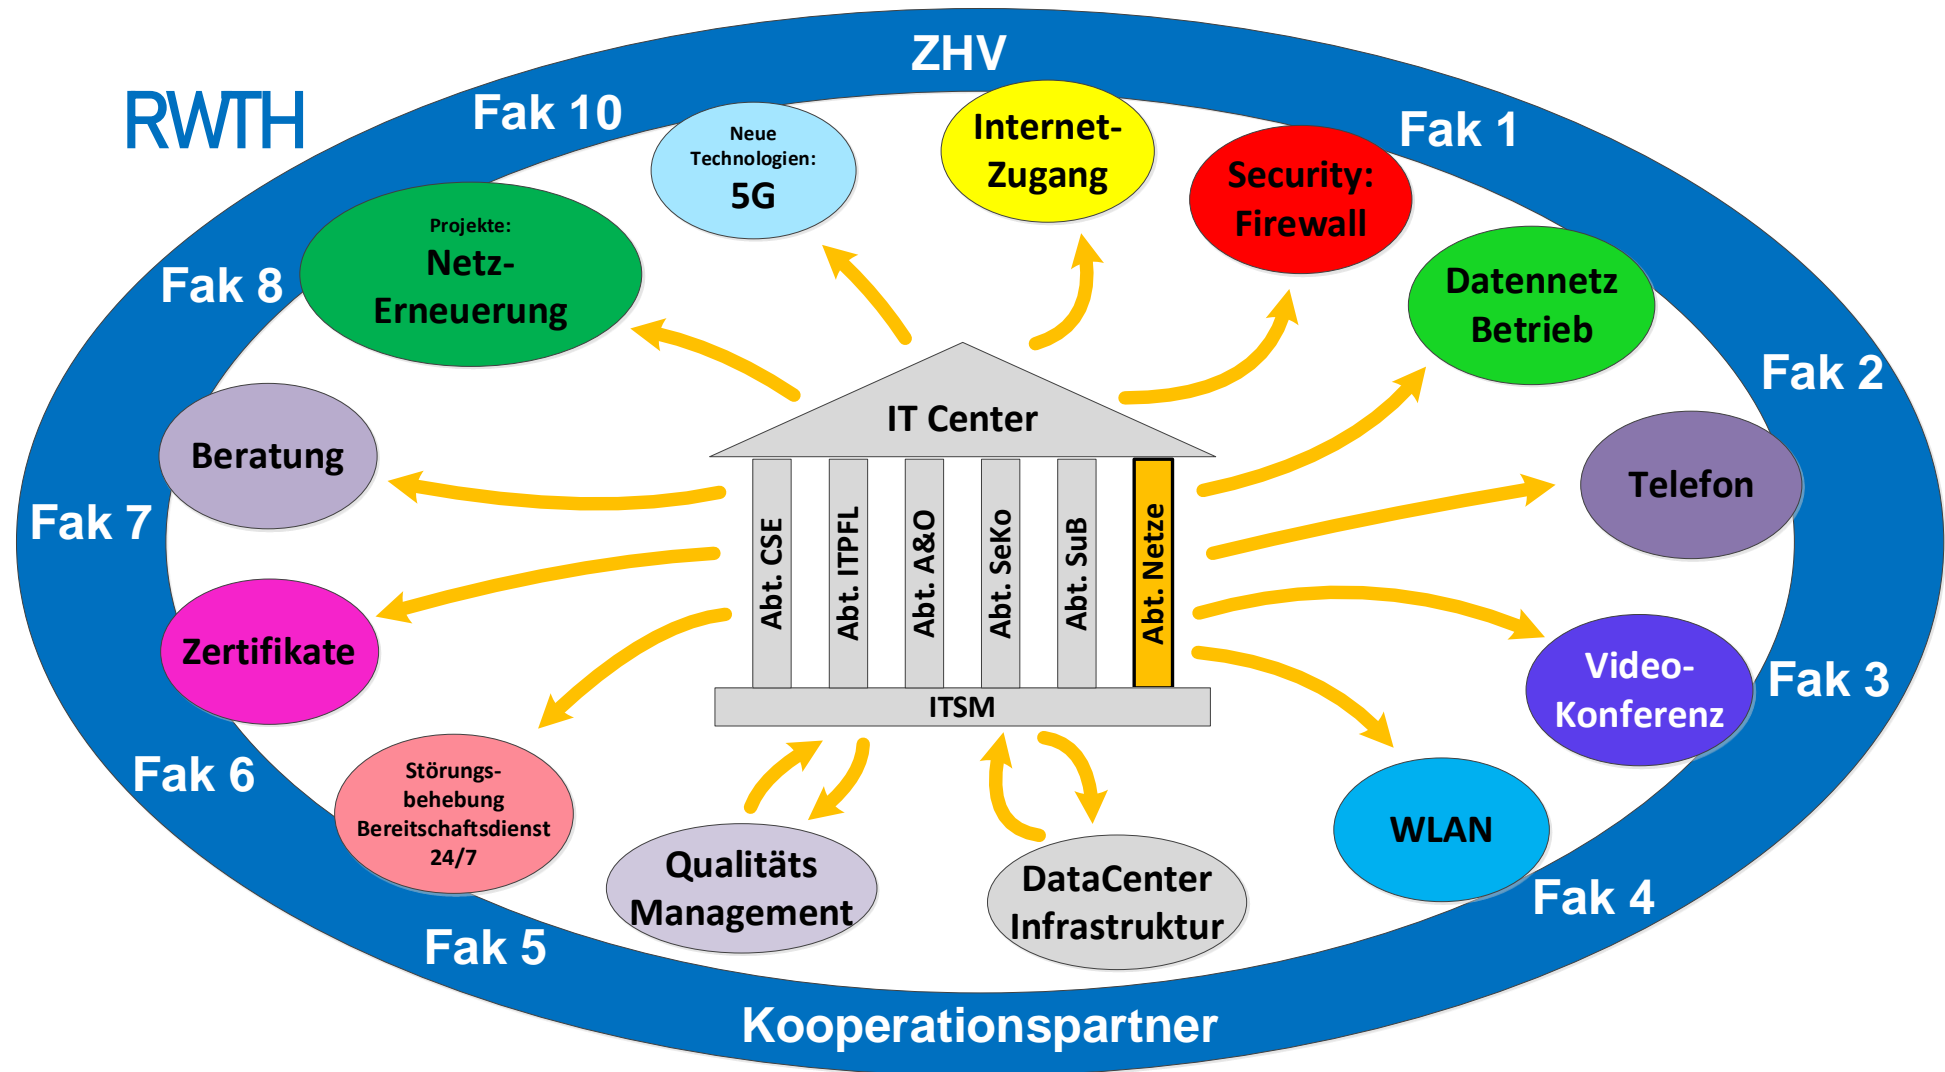 ZHV
RWTH
Fak 10
Fak 1
Neue
Technologien:
5G
Internet-
Zugang
Security:
Firewall
Projekte:
Netz-
Erneuerung
Datennetz
Betrieb
Fak 8
Fak 2
IT Center
Beratung
Telefon
Fak 7
Abt. CSE
Abt. ITPFL
Abt. A&O
Abt. SeKo
Abt. SuB
Abt. Netze
Zertifikate
Video-
Konferenz
Fak 3
ITSM
Fak 6
Störungs-
behebung
Bereitschaftsdienst
24/7
WLAN
Qualitäts
Management
DataCenter
Infrastruktur
Fak 4
Fak 5
Kooperationspartner